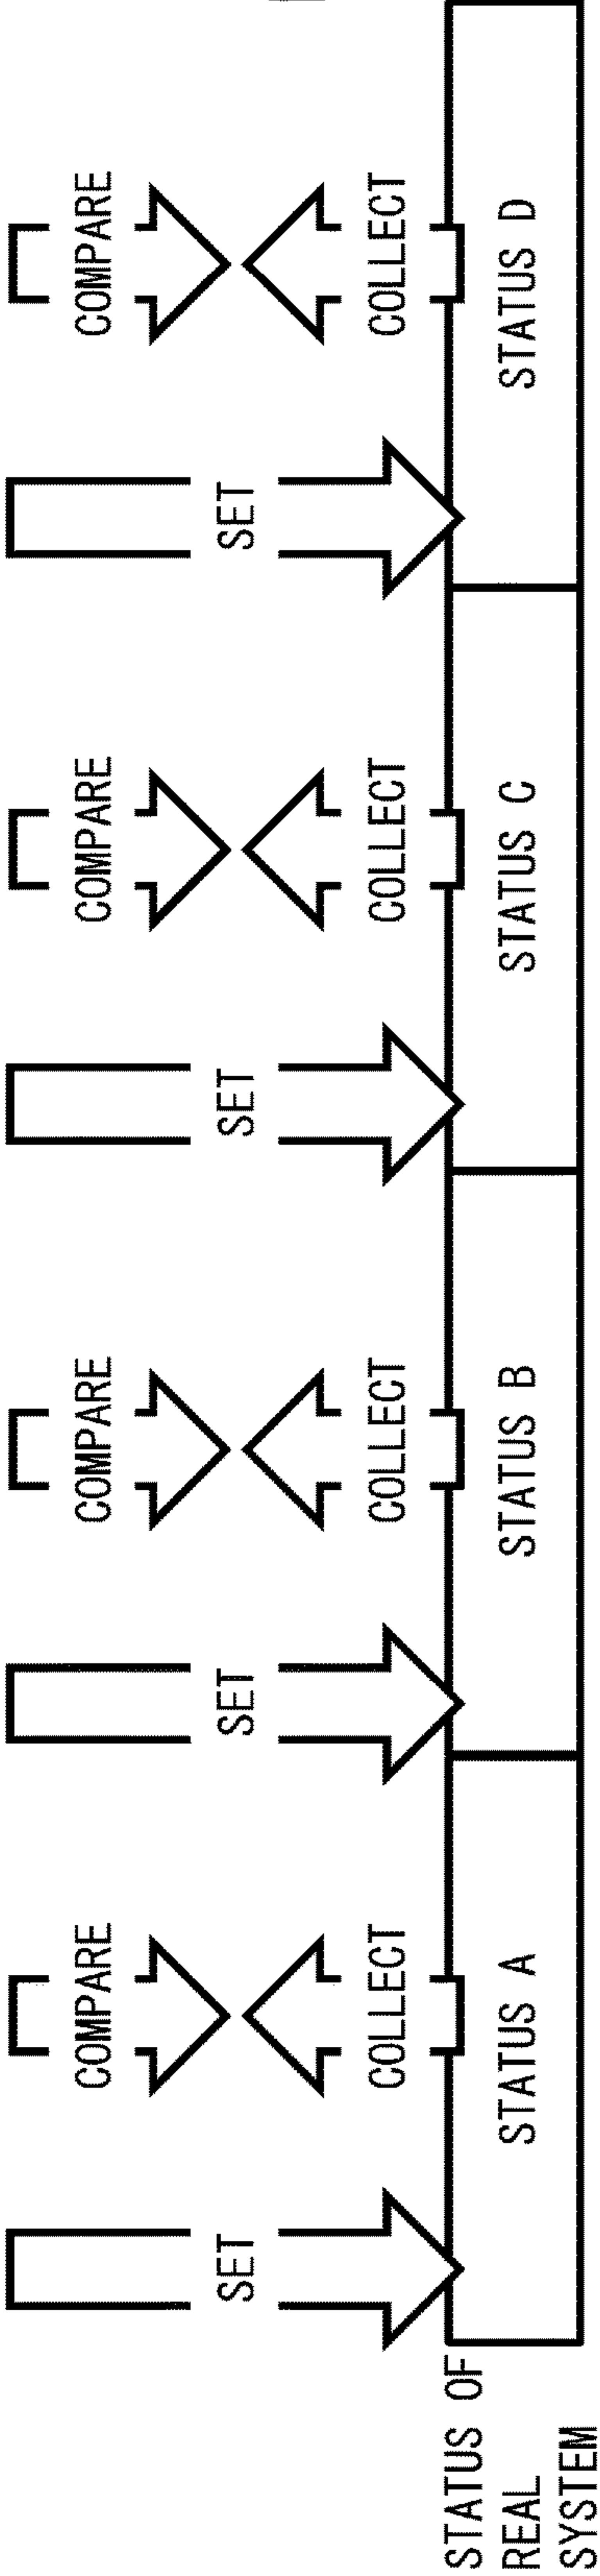 COMPARE
COMPARE
COMPARE
COMPARE
SET
SET
SET
SET
COLLECT
COLLECT
COLLECT
COLLECT
STATUS OF
REAL
SYSTEM
STATUS A
STATUS B
STATUS C
STATUS D